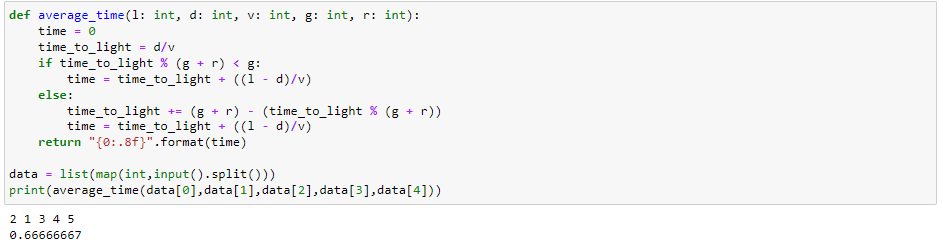 def average_time(l: int, d: int, v: int, g: int, r: int):
    time = 0
    time_to_light = d/v
    if time_to_light % (g + r) < g:
        time = time_to_light + ((l - d)/v)
    else:
        time_to_light += (g + r) - (time_to_light % (g + r))
        time = time_to_light + ((l - d)/v)
    return "{0:.8f}".format(time)

data = list(map(int,input().split()))
print(average_time(data[0],data[1],data[2],data[3],data[4]))
2 1 3 4 5
0.66666667